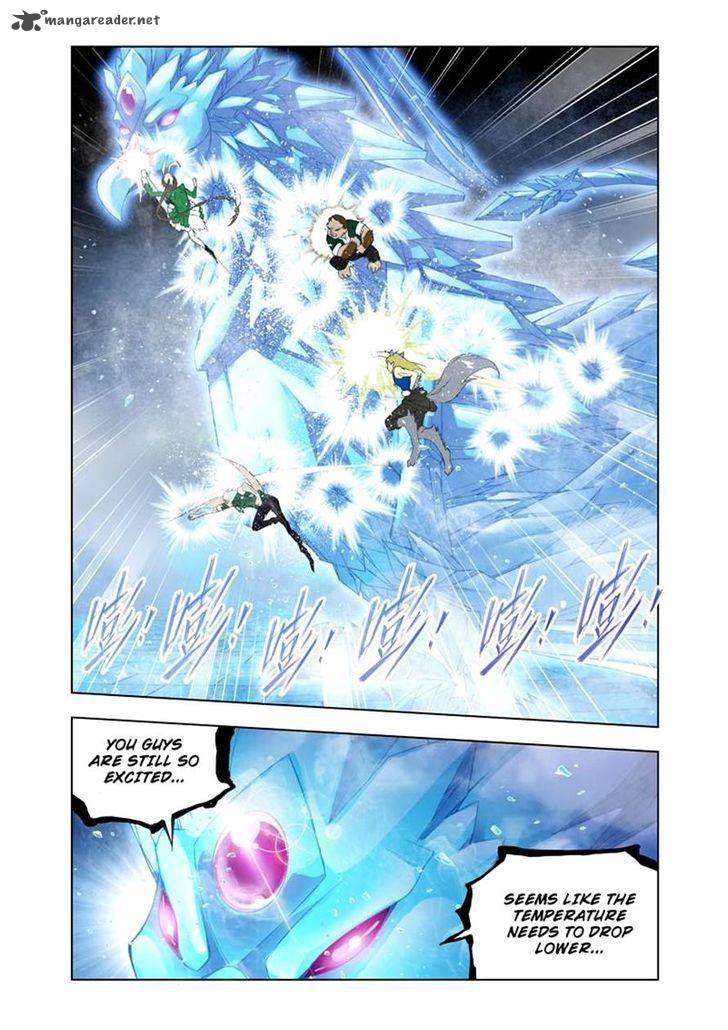 mangareader.net
嘭! 嘭! 嘭! 嘭! 嘭! 嘭! 嘭!
YOU GUYS
ARE STILL SO
EXCITED...
SEEMS LIKE THE
TEMPERATURE
NEEDS TO DROP
LOWER...